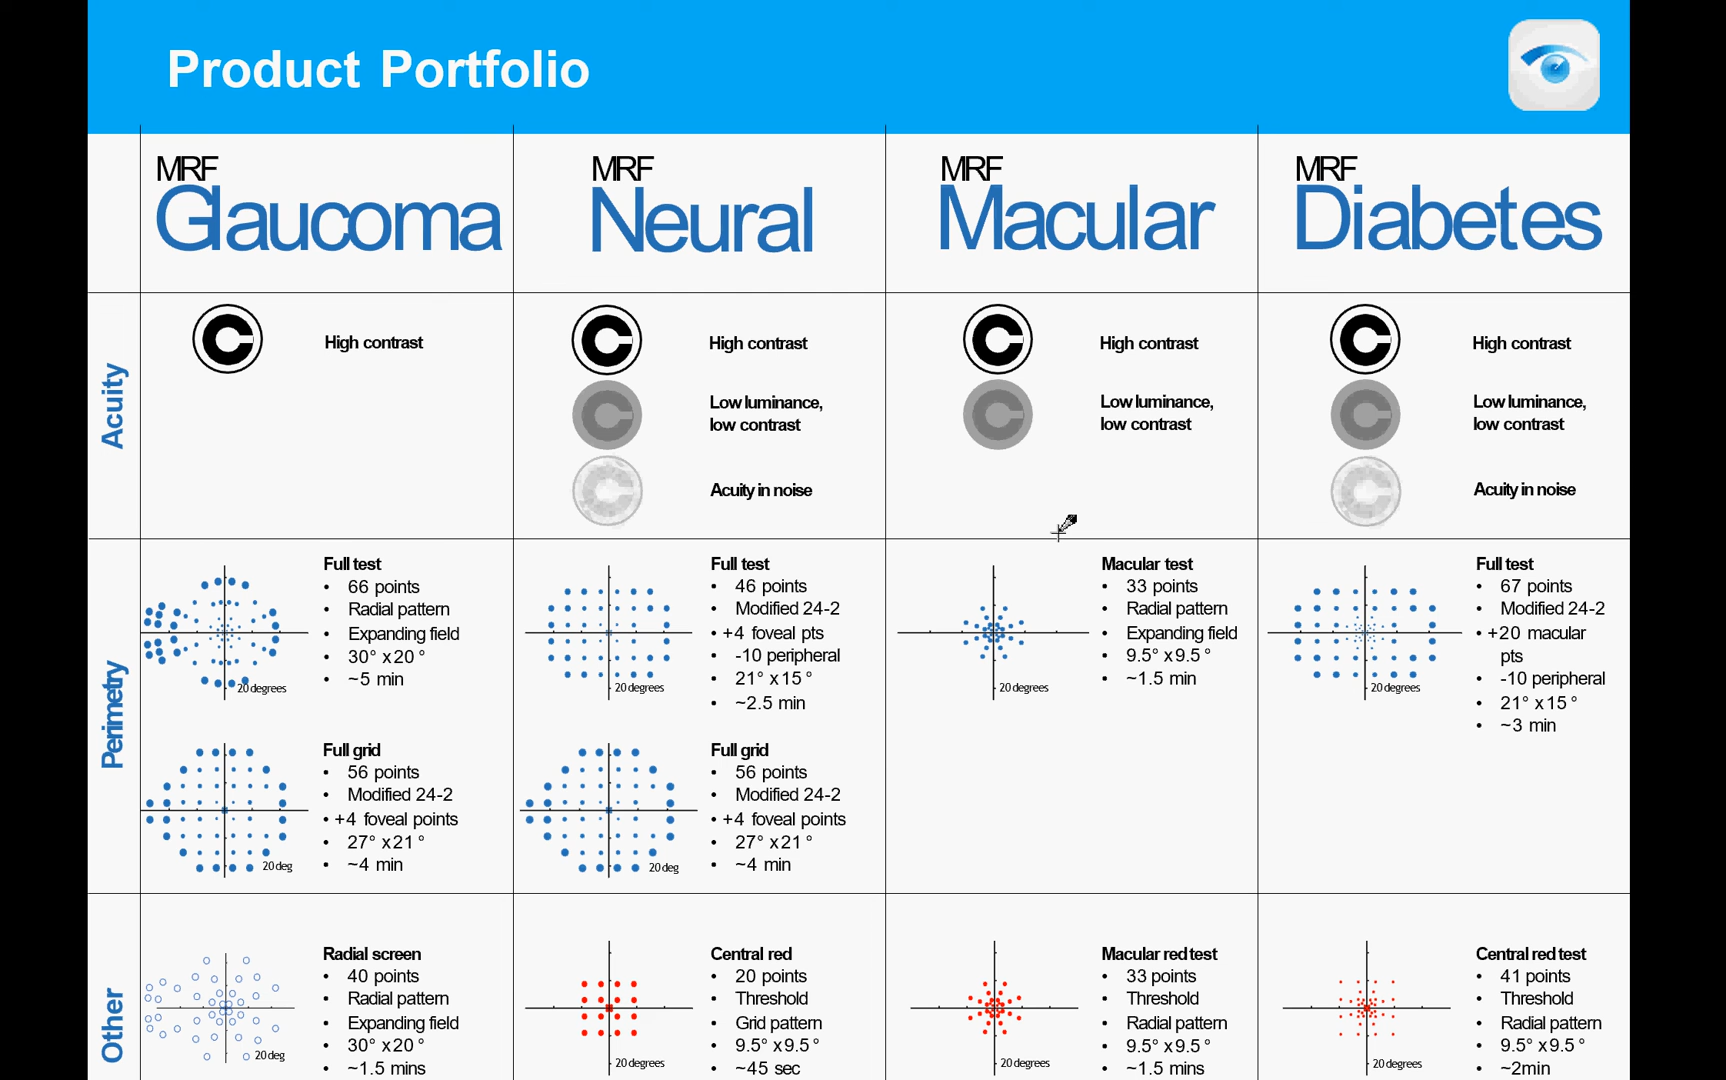 Product Portfolio
MRF
Glaucoma
MRF
Neural
MRF
Macular
MRF
Diabetes
Acuity
High contrast
High contrast
Low luminance,
low contrast
Acuity in noise
High contrast
Low luminance,
low contrast
High contrast
Low luminance,
low contrast
Acuity in noise
Perimetry
Full test
• 66 points
• Radial pattern
• Expanding field
• 30° x 20 °
• ~5 min
20 degrees
Full grid
• 56 points
• Modified 24-2
• +4 foveal points
• 27° x 21 °
• ~4 min
20 deg
Full test
• 46 points
• Modified 24-2
• +4 foveal pts
• -10 peripheral
• 21° x 15 °
• ~2.5 min
20 degrees
Full grid
• 56 points
• Modified 24-2
• +4 foveal points
• 27° x 21 °
• ~4 min
20 deg
Macular test
• 33 points
• Radial pattern
• Expanding field
• 9.5° x 9.5 °
• ~1.5 min
20 degrees
Full test
• 67 points
• Modified 24-2
• +20 macular
pts
• -10 peripheral
• 21° x 15 °
• ~3 min
20 degrees
Other
Radial screen
• 40 points
• Radial pattern
• Expanding field
• 30° x 20 °
• ~1.5 mins
20 deg
Central red
• 20 points
• Threshold
• Grid pattern
• 9.5° x 9.5 °
• ~45 sec
20 degrees
Macular red test
• 33 points
• Threshold
• Radial pattern
• 9.5° x 9.5 °
• ~1.5 mins
20 degrees
Central red test
• 41 points
• Threshold
• Radial pattern
• 9.5° x 9.5 °
• ~2min
20 degrees